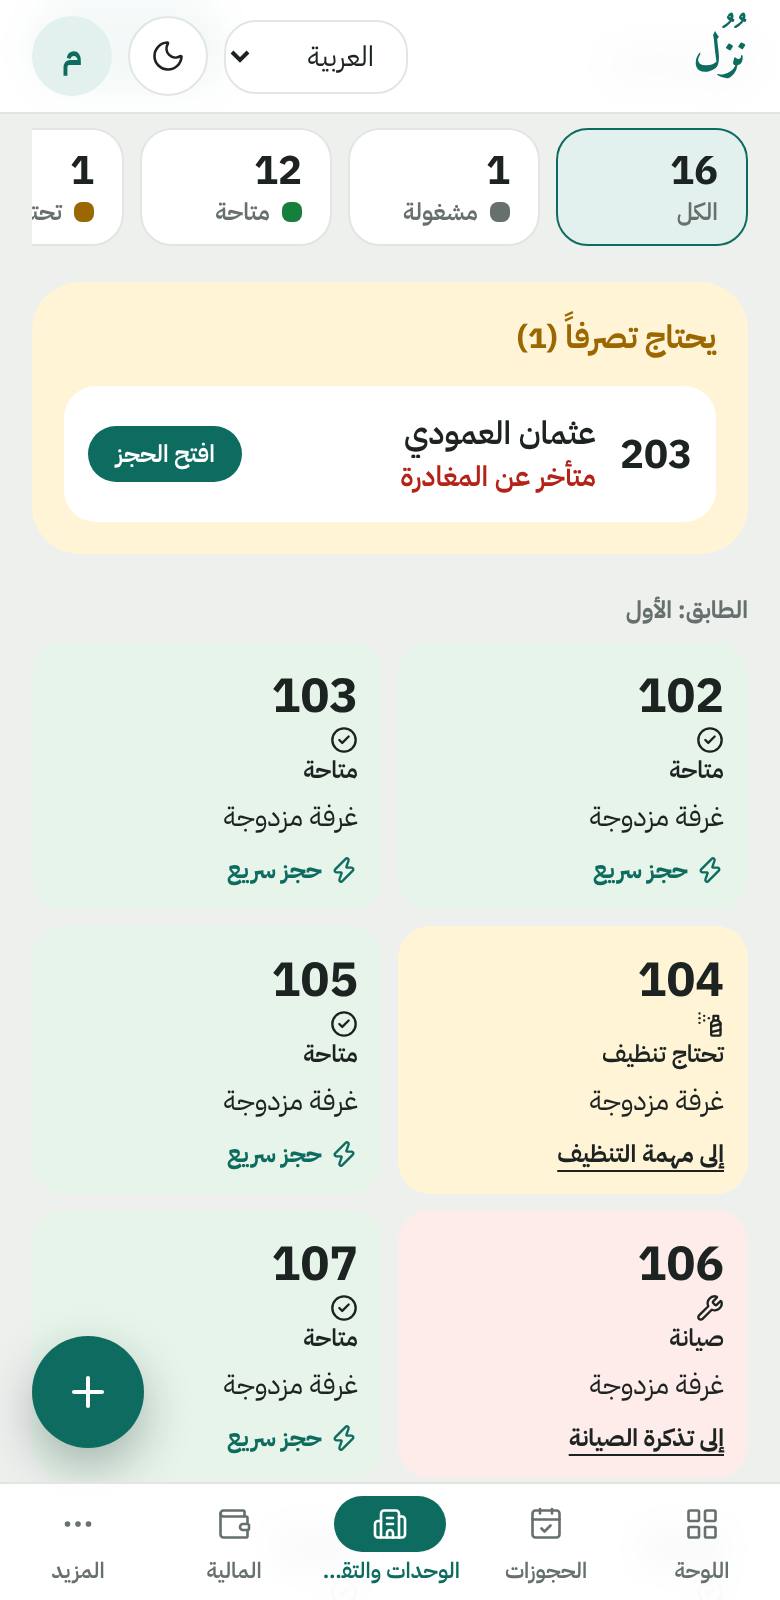 نُزُل
العربية
م
16
الكل
1
مشغولة
12
متاحة
1
يحتاج تصرفاً (1)
203
عثمان العمودي
متأخر عن المغادرة
افتح الحجز
الطابق: الأول
102
متاحة
غرفة مزدوجة
حجز سريع
103
متاحة
غرفة مزدوجة
حجز سريع
104
تحتاج تنظيف
غرفة مزدوجة
إلى مهمة التنظيف
105
متاحة
غرفة مزدوجة
حجز سريع
106
صيانة
غرفة مزدوجة
إلى تذكرة الصيانة
107
متاحة
غرفة مزدوجة
حجز سريع
اللوحة
الحجوزات
الوحدات والتق...
المالية
المزيد